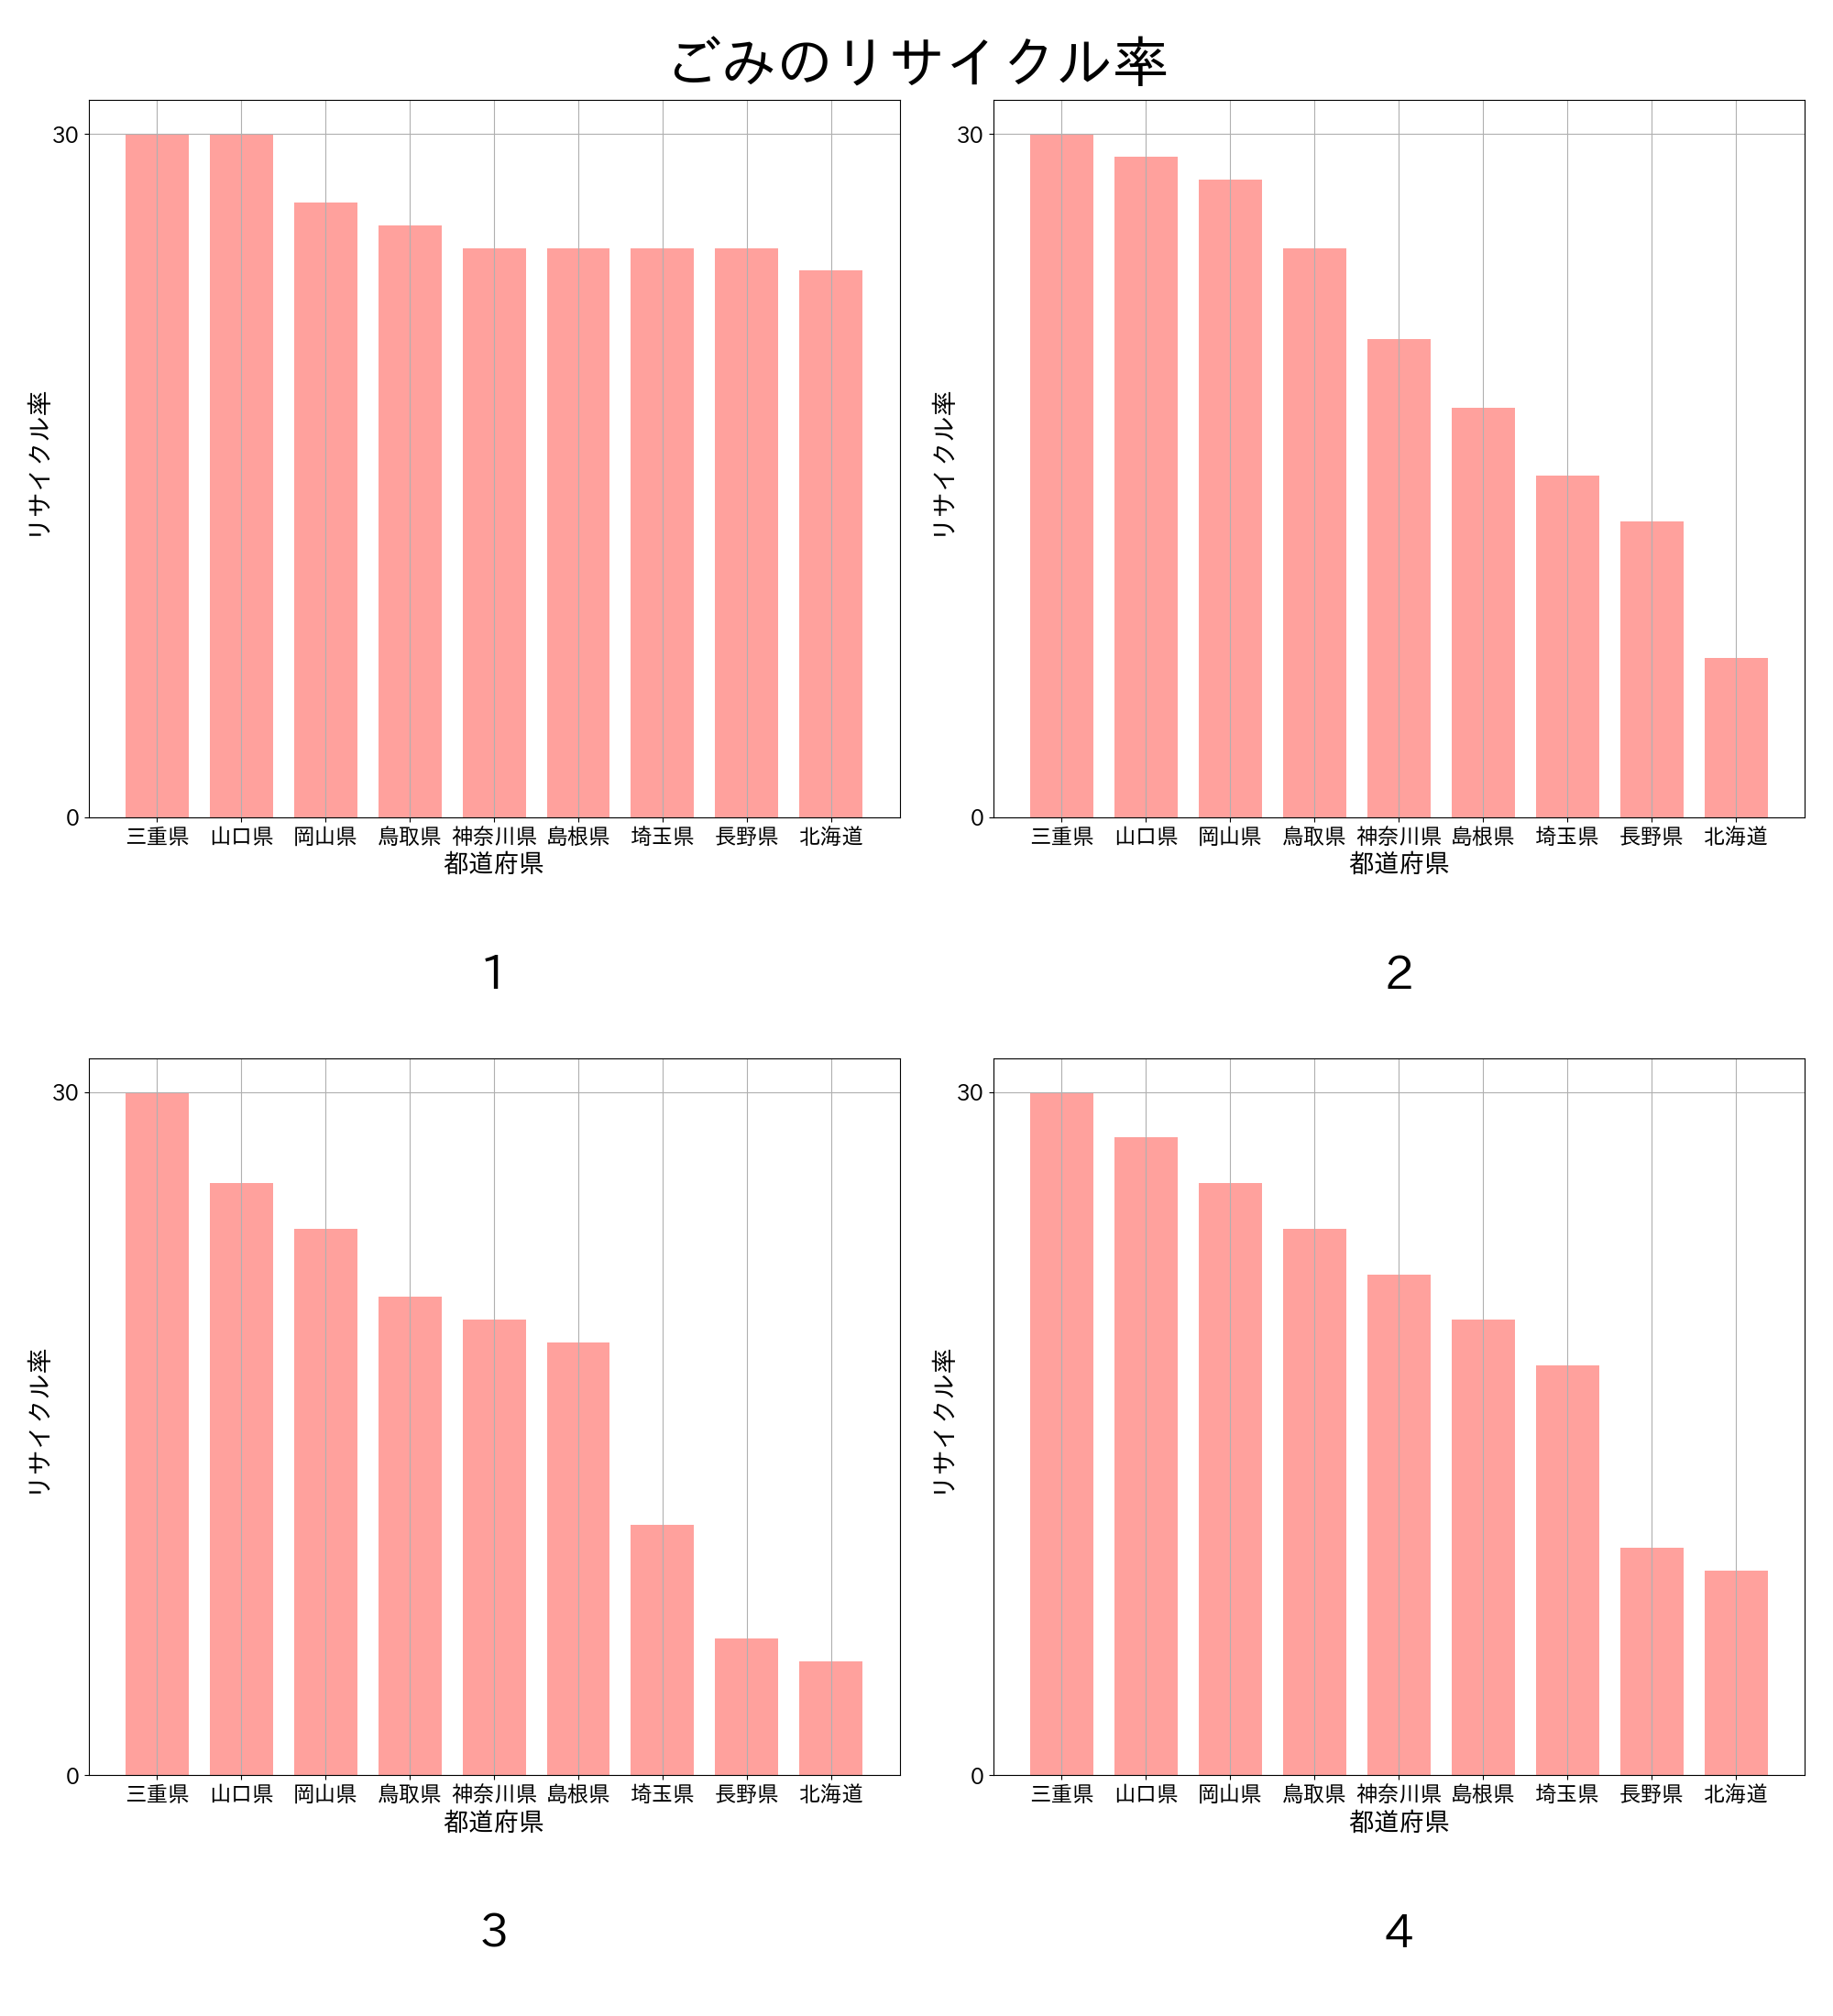 ごみのリサイクル率
30
0
リサイクル率
三重県 山口県 岡山県 鳥取県 神奈川県 島根県 埼玉県 長野県 北海道
都道府県
1
30
0
リサイクル率
三重県 山口県 岡山県 鳥取県 神奈川県 島根県 埼玉県 長野県 北海道
都道府県
2
30
0
リサイクル率
三重県 山口県 岡山県 鳥取県 神奈川県 島根県 埼玉県 長野県 北海道
都道府県
3
30
0
リサイクル率
三重県 山口県 岡山県 鳥取県 神奈川県 島根県 埼玉県 長野県 北海道
都道府県
4